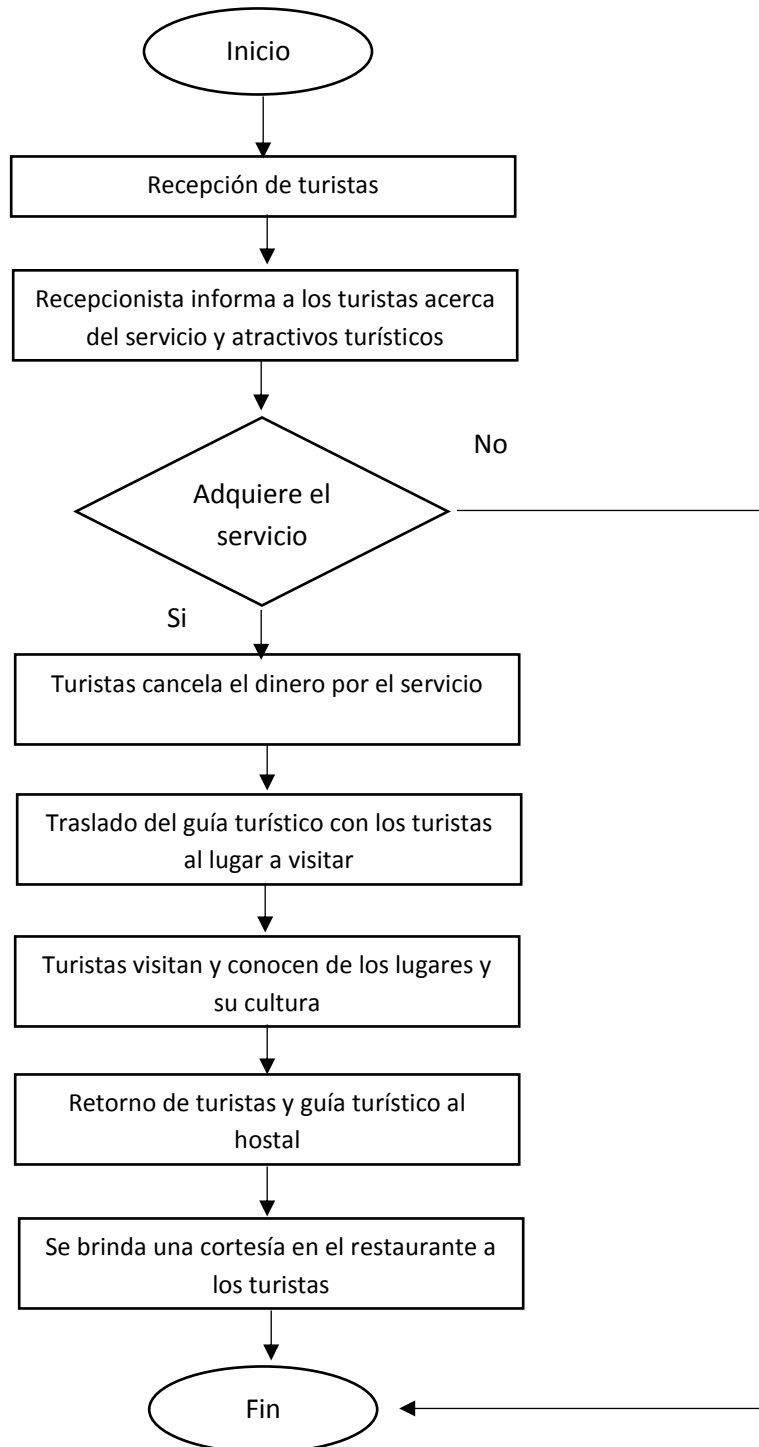 Inicio
Recepción de turistas
Recepcionista informa a los turistas acerca
del servicio y atractivos turísticos
No
Adquiere el
servicio
Si
Turistas cancela el dinero por el servicio
Traslado del guía turístico con los turistas
al lugar a visitar
Turistas visitan y conocen de los lugares y
su cultura
Retorno de turistas y guía turístico al
hostal
Se brinda una cortesía en el restaurante a
los turistas
Fin